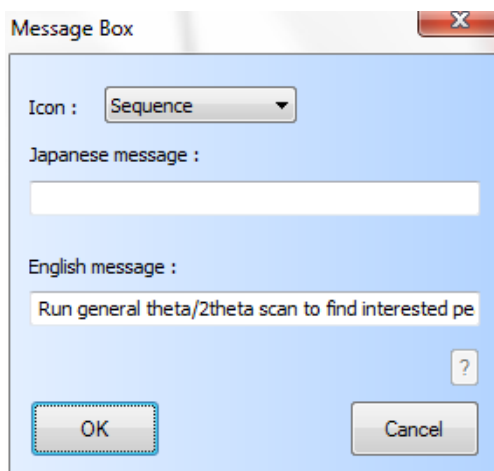 Message Box
Icon :
Sequence
Japanese message :
English message :
Run general theta/2theta scan to find interested pe
?
OK
Cancel